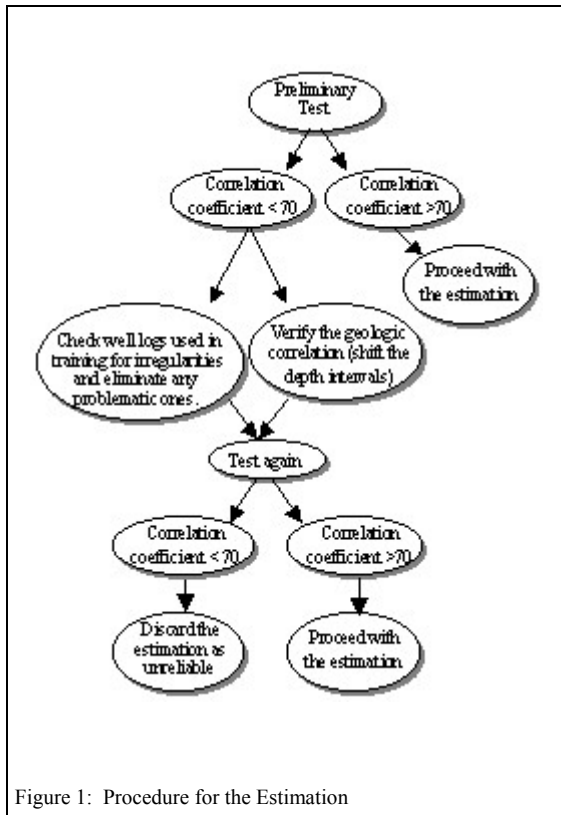 Preliminary
Test
Correlation
coefficient < 70
Correlation
coefficient >70
Proceed with
the estimation
Check well logs used in
training for irregularities
and eliminate any
problematic ones.
Verify the geologic
correlation (shift the
depth intervals)
Test again
Correlation
coefficient < 70
Correlation
coefficient >70
Discard the
estimation as
unreliable
Proceed with
the estimation
Figure 1: Procedure for the Estimation